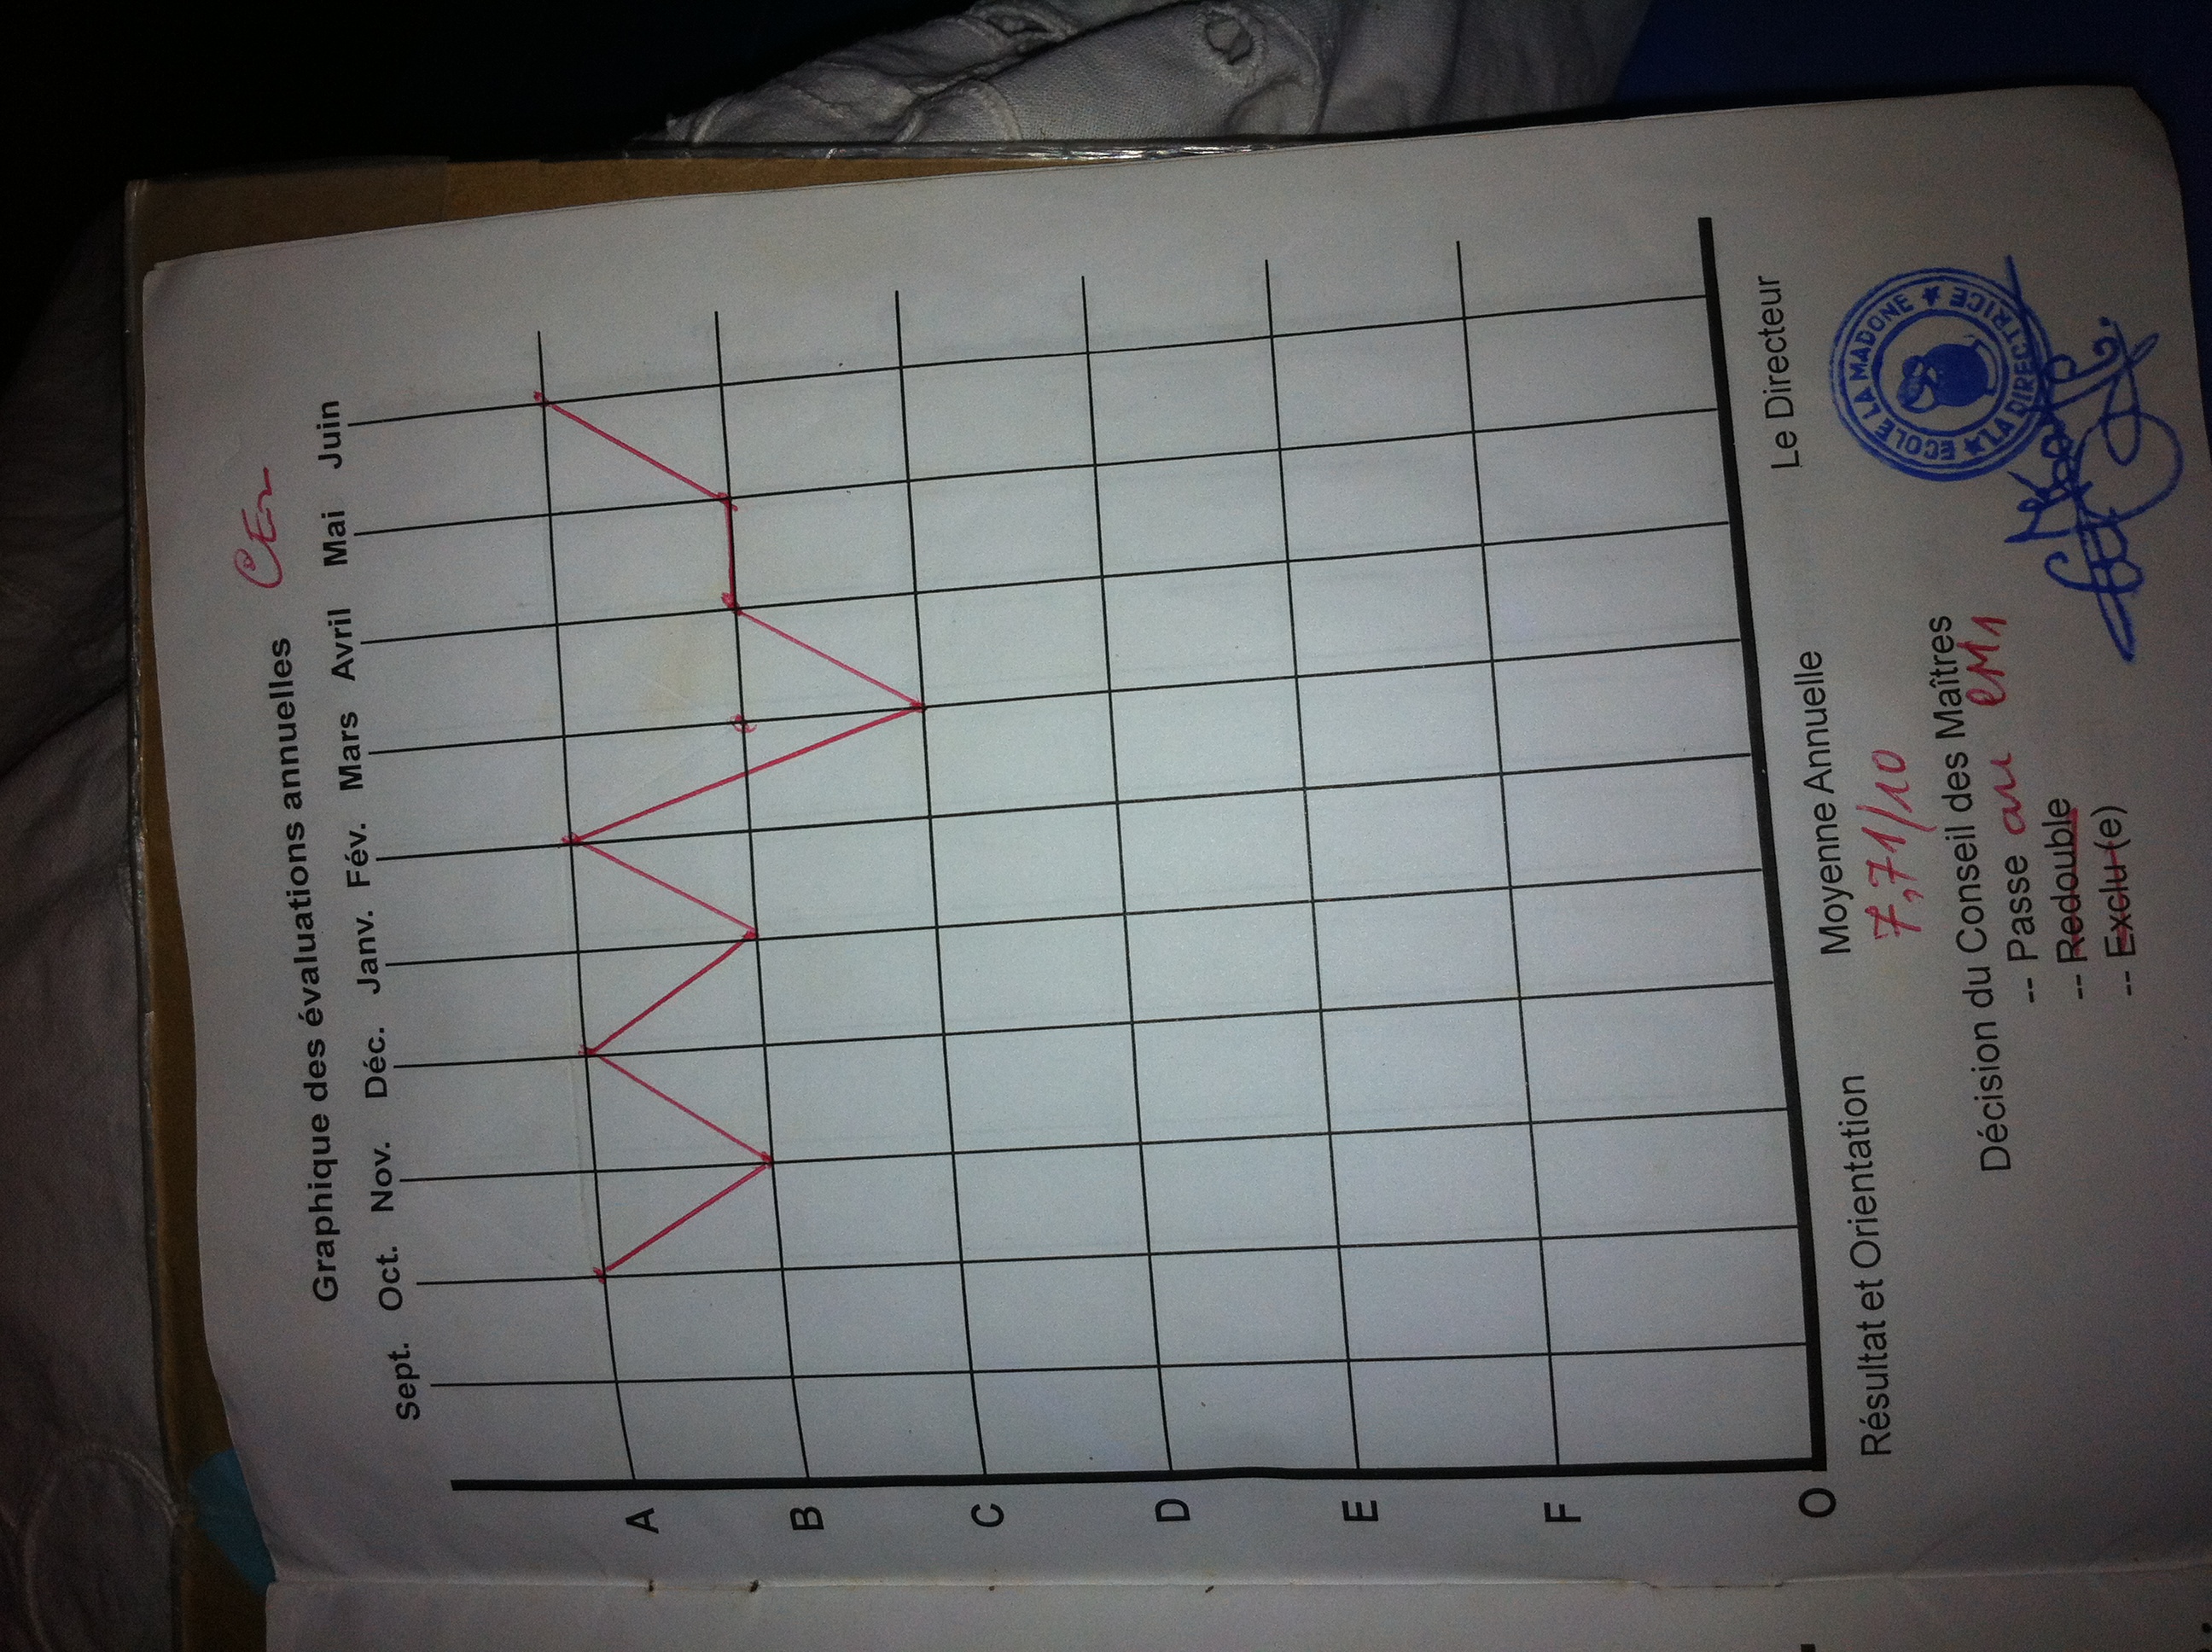 Graphique des évaluations annuelles CE2
Sept. Oct. Nov. Déc. Janv. Fév. Mars Avril Mai Juin
A
B
C
D
E
F
O
Résultat et Orientation Moyenne Annuelle Le Directeur
7,71/10
Décision du Conseil des Maîtres
-- Passe au CM1
-- Redouble
-- Exclu (e)
ECOLE LA MADONE
LA DIRECTRICE